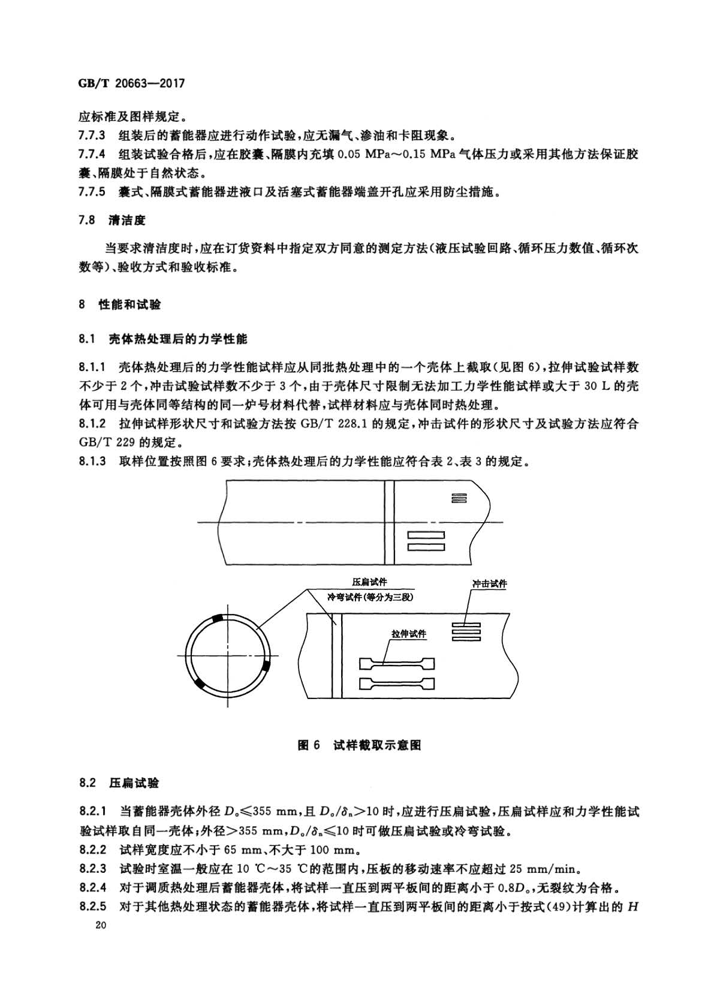 GB/T 20663—2017
应标准及图样规定。
7.7.3 组装后的蓄能器应进行动作试验,应无漏气、渗油和卡阻现象。
7.7.4 组装试验合格后,应在胶囊、隔膜内充填 0.05 MPa~0.15 MPa 气体压力或采用其他方法保证胶
囊、隔膜处于自然状态。
7.7.5 囊式、隔膜式蓄能器进液口及活塞式蓄能器端盖开孔应采用防尘措施。
7.8 清洁度
当要求清洁度时,应在订货资料中指定双方同意的测定方法(液压试验回路、循环压力数值、循环次
数等)、验收方式和验收标准。
8 性能和试验
8.1 壳体热处理后的力学性能
8.1.1 壳体热处理后的力学性能试样应从同批热处理中的一个壳体上截取(见图 6),拉伸试验试样数
不少于 2 个,冲击试验试样数不少于 3 个,由于壳体尺寸限制无法加工力学性能试样或大于 30 L 的壳
体可用与壳体同等结构的同一炉号材料代替,试样材料应与壳体同时热处理。
8.1.2 拉伸试样形状尺寸和试验方法按 GB/T 228.1 的规定,冲击试件的形状尺寸及试验方法应符合
GB/T 229 的规定。
8.1.3 取样位置按照图 6 要求;壳体热处理后的力学性能应符合表 2、表 3 的规定。
压扁试件
冷弯试件(等分为三段)
冲击试件
拉伸试件
图 6 试样截取示意图
8.2 压扁试验
8.2.1 当蓄能器壳体外径 Dₒ≤355 mm,且 Dₒ/δₙ>10 时,应进行压扁试验,压扁试样应和力学性能试
验试样取自同一壳体;外径>355 mm,Dₒ/δₙ≤10 时可做压扁试验或冷弯试验。
8.2.2 试样宽度应不小于 65 mm、不大于 100 mm。
8.2.3 试验时室温一般应在 10 ℃~35 ℃的范围内,压板的移动速率不应超过 25 mm/min。
8.2.4 对于调质热处理后蓄能器壳体,将试样一直压到两平板间的距离小于 0.8Dₒ,无裂纹为合格。
8.2.5 对于其他热处理状态的蓄能器壳体,将试样一直压到两平板间的距离小于按式(49)计算出的 H
20